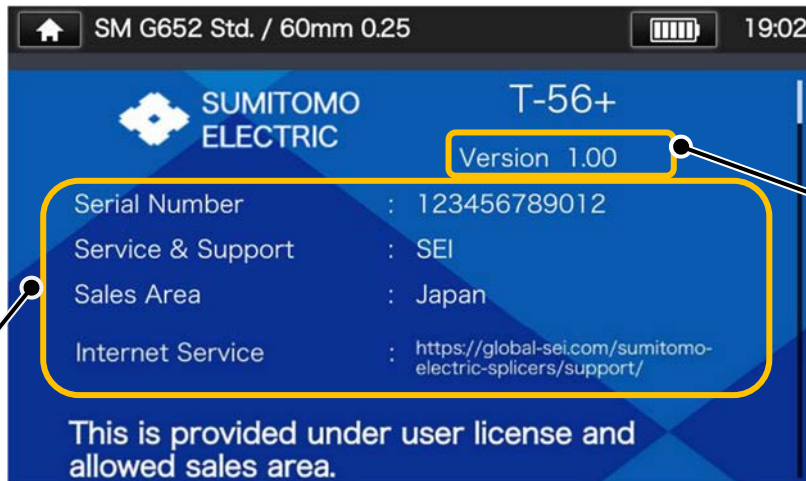 SM G652 Std. / 60mm 0.25
19:02
SUMITOMO
ELECTRIC
T-56+
Version 1.00
Serial Number : 123456789012
Service & Support : SEI
Sales Area : Japan
Internet Service : https://global-sei.com/sumitomo-
electric-splicers/support/
This is provided under user license and
allowed sales area.